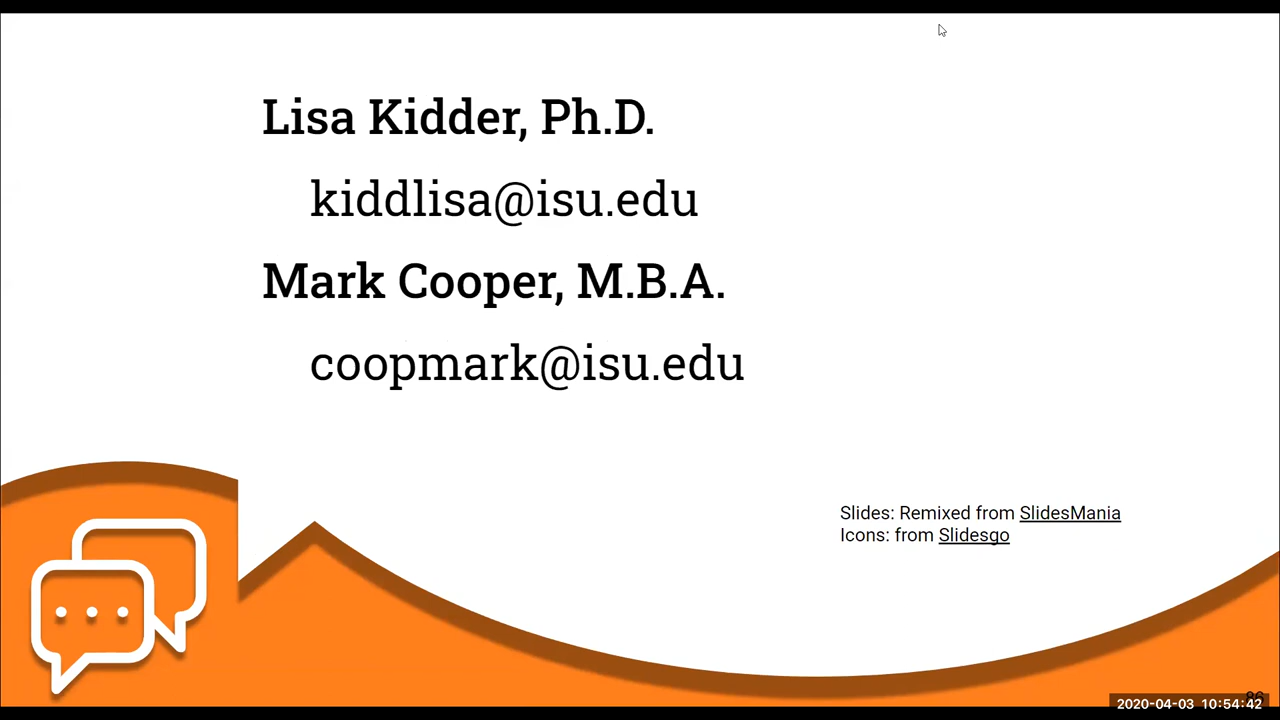 Lisa Kidder, Ph.D.
kiddlisa@isu.edu
Mark Cooper, M.B.A.
coopmark@isu.edu
Slides: Remixed from SlidesMania
Icons: from Slidesgo
86
2020-04-03 10:54:42